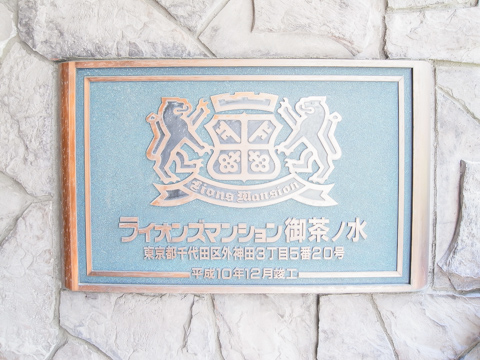 Lions Mansion
ライオンズマンション御茶ノ水
東京都千代田区外神田3丁目5番20号
平成10年12月竣工